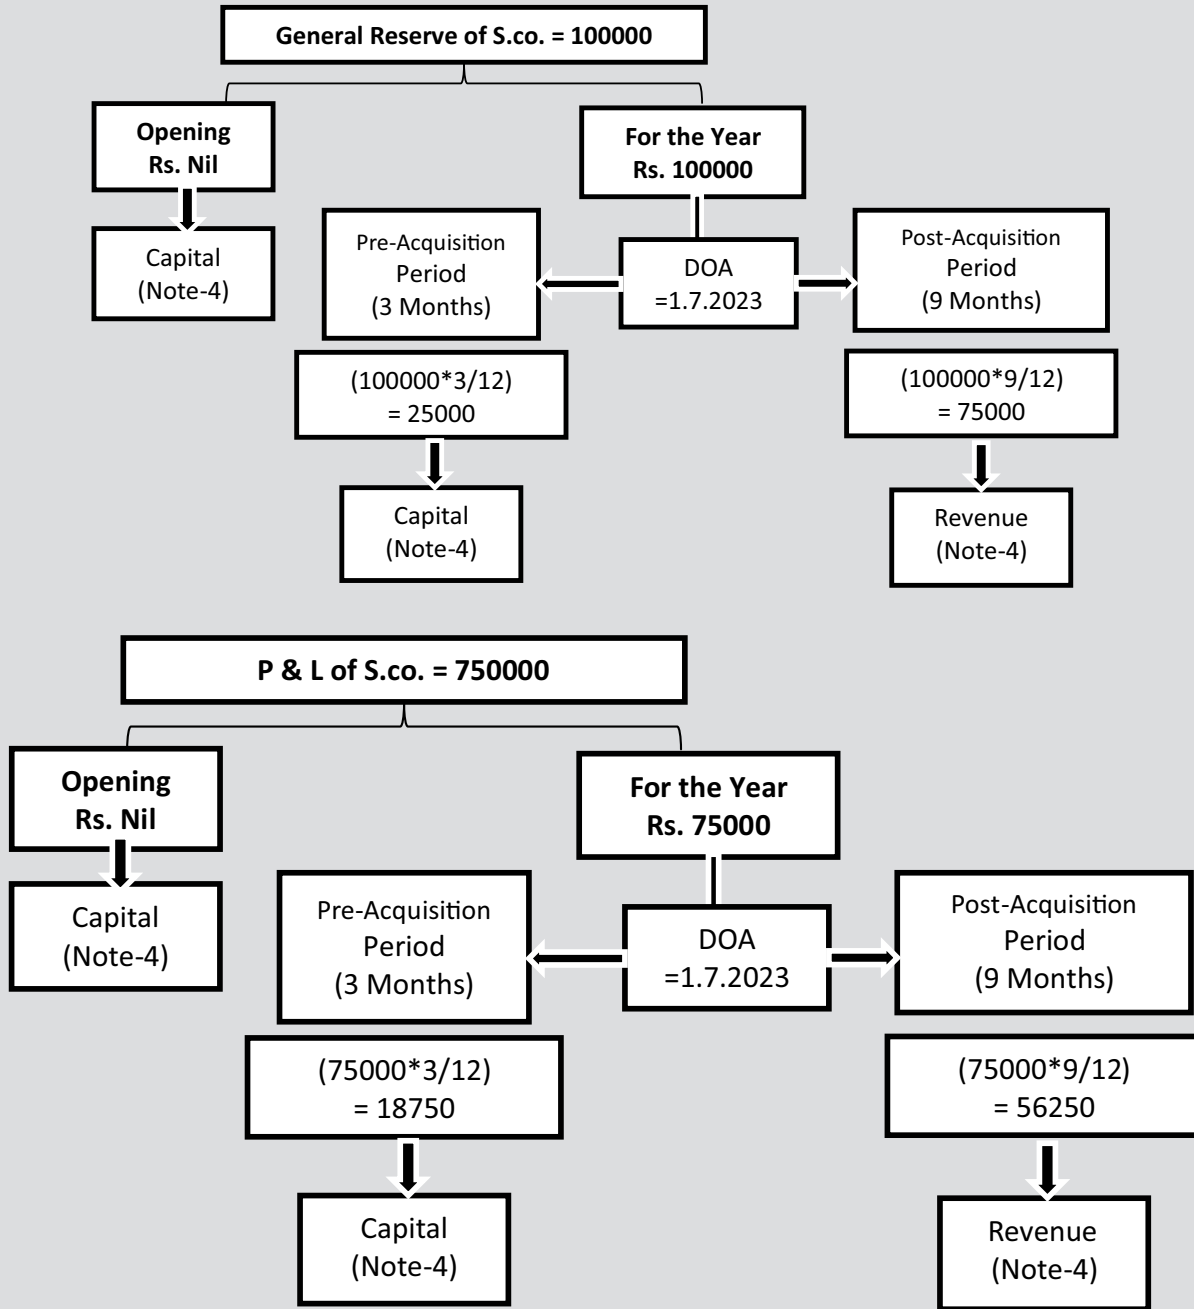 General Reserve of S.co. = 100000
Opening
Rs. Nil
For the Year
Rs. 100000
Capital
(Note-4)
Pre-Acquisition
Period
(3 Months)
DOA
=1.7.2023
Post-Acquisition
Period
(9 Months)
(100000*3/12)
= 25000
(100000*9/12)
= 75000
Capital
(Note-4)
Revenue
(Note-4)
P & L of S.co. = 750000
Opening
Rs. Nil
For the Year
Rs. 75000
Capital
(Note-4)
Pre-Acquisition
Period
(3 Months)
DOA
=1.7.2023
Post-Acquisition
Period
(9 Months)
(75000*3/12)
= 18750
(75000*9/12)
= 56250
Capital
(Note-4)
Revenue
(Note-4)